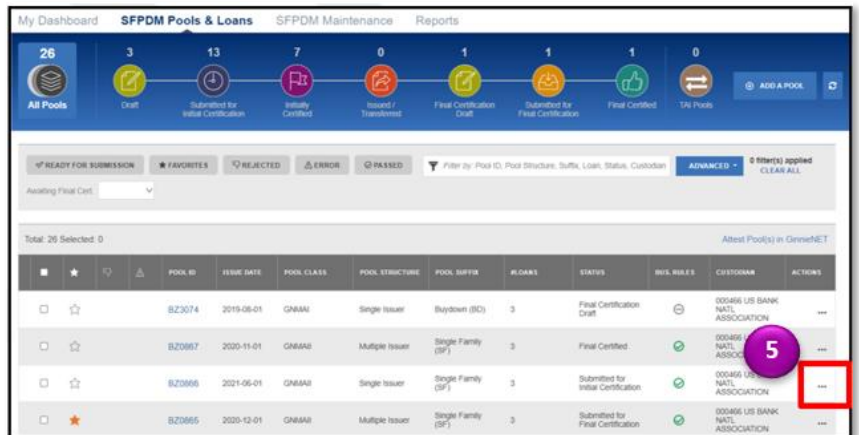 My Dashboard SFPDM Pools & Loans SFPDM Maintenance Reports
26 3 13 7 0 1 1 1 0
All Pools Draft Submitted for Initial Certification Initially Certified Issued / Transferred Final Certification Draft Submitted for Final Certification Final Certified TAI Pools ADD A POOL
READY FOR SUBMISSION FAVORITES REJECTED ERROR PASSED Filter by: Pool ID, Pool Structure, Suffix, Loan, Status, Custodian ADVANCED 0 filter(s) applied
CLEAR ALL
Awaiting Final Cert.
Total: 26 Selected: 0 Attest Pool(s) in GinnieNET
POOL ID ISSUE DATE POOL CLASS POOL STRUCTURE POOL SUFFIX #LOANS STATUS BUS. RULES CUSTODIAN ACTIONS
BZ3074 2019-08-01 GNMAI Single Issuer Buydown (BD) 3 Final Certification Draft 000466 US BANK NATL ASSOCIATION ...
BZ0867 2020-11-01 GNMAII Multiple Issuer Single Family (SF) 3 Final Certified 000466 NATL ...
5
BZ0866 2021-06-01 GNMAII Single Issuer Single Family (SF) 3 Submitted for Initial Certification 000466 US BANK NATL ASSOCIATION ...
BZ0865 2020-12-01 GNMAII Multiple Issuer Single Family (SF) 3 Submitted for Final Certification 000466 US BANK NATL ASSOCIATION ...